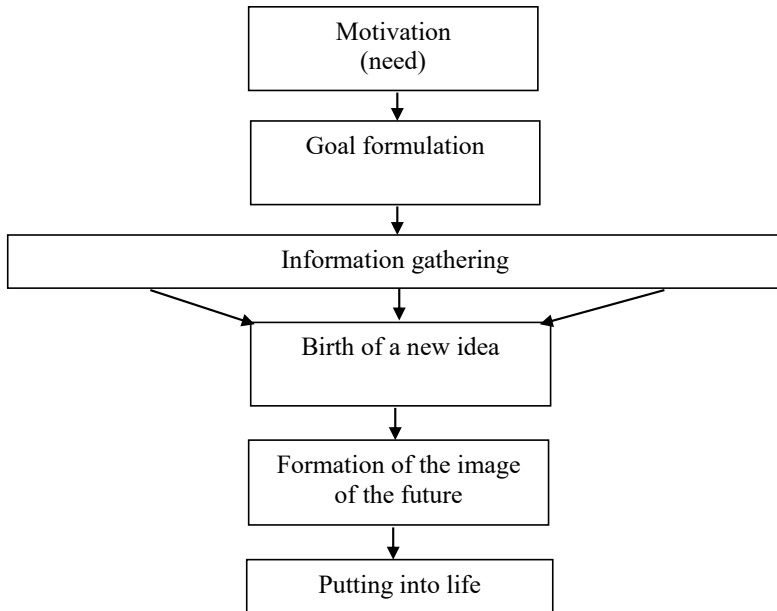 Motivation
(need)
Goal formulation
Information gathering
Birth of a new idea
Formation of the image
of the future
Putting into life